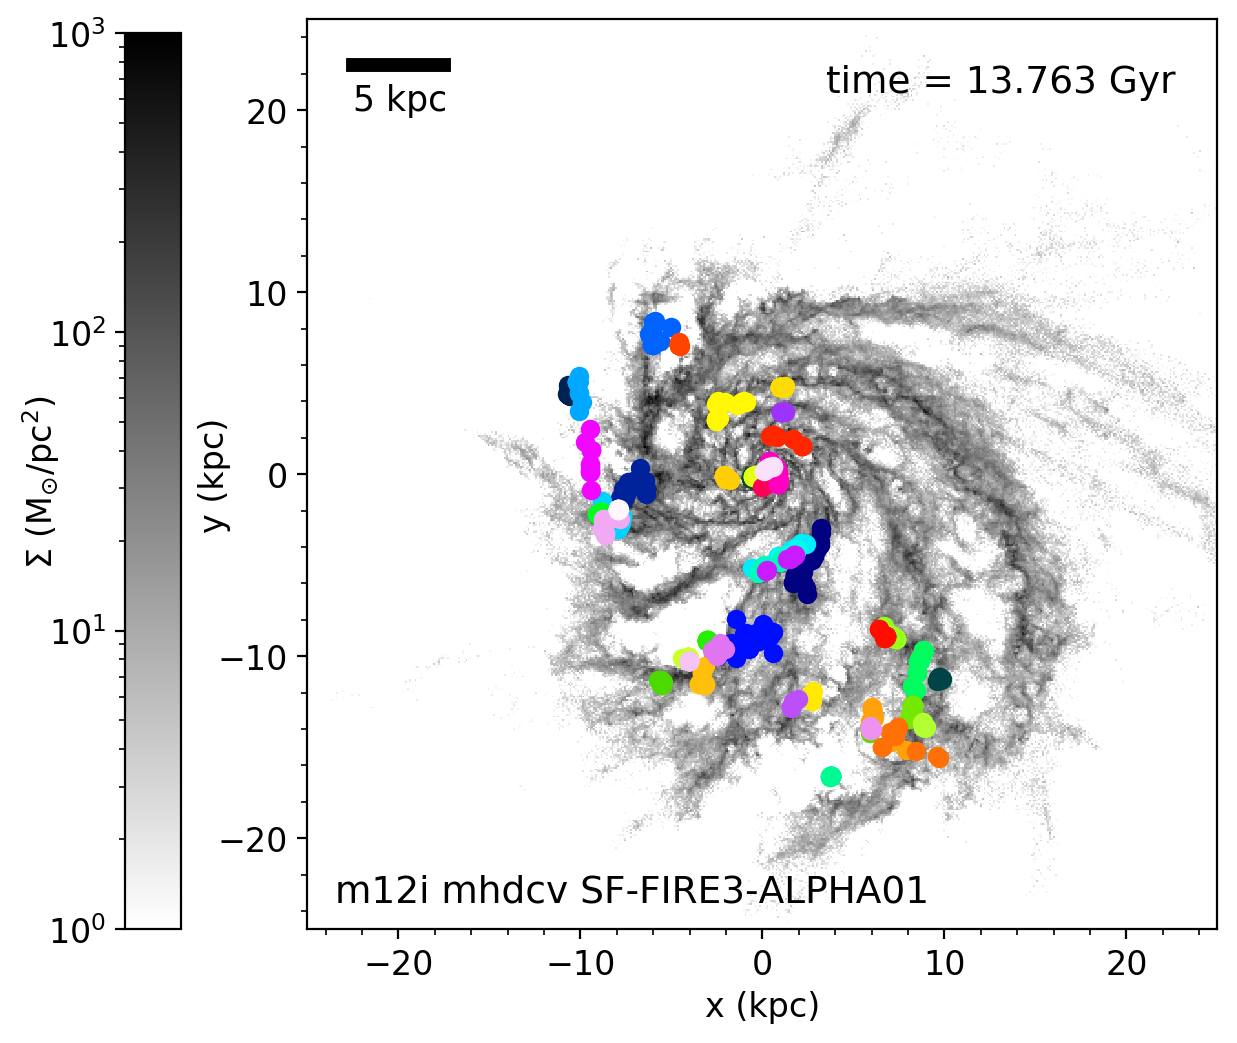 10³
10²
10¹
10⁰
Σ (M⊙/pc²)
20
10
0
−10
−20
y (kpc)
5 kpc
time = 13.763 Gyr
m12i mhdcv SF-FIRE3-ALPHA01
−20 −10 0 10 20
x (kpc)